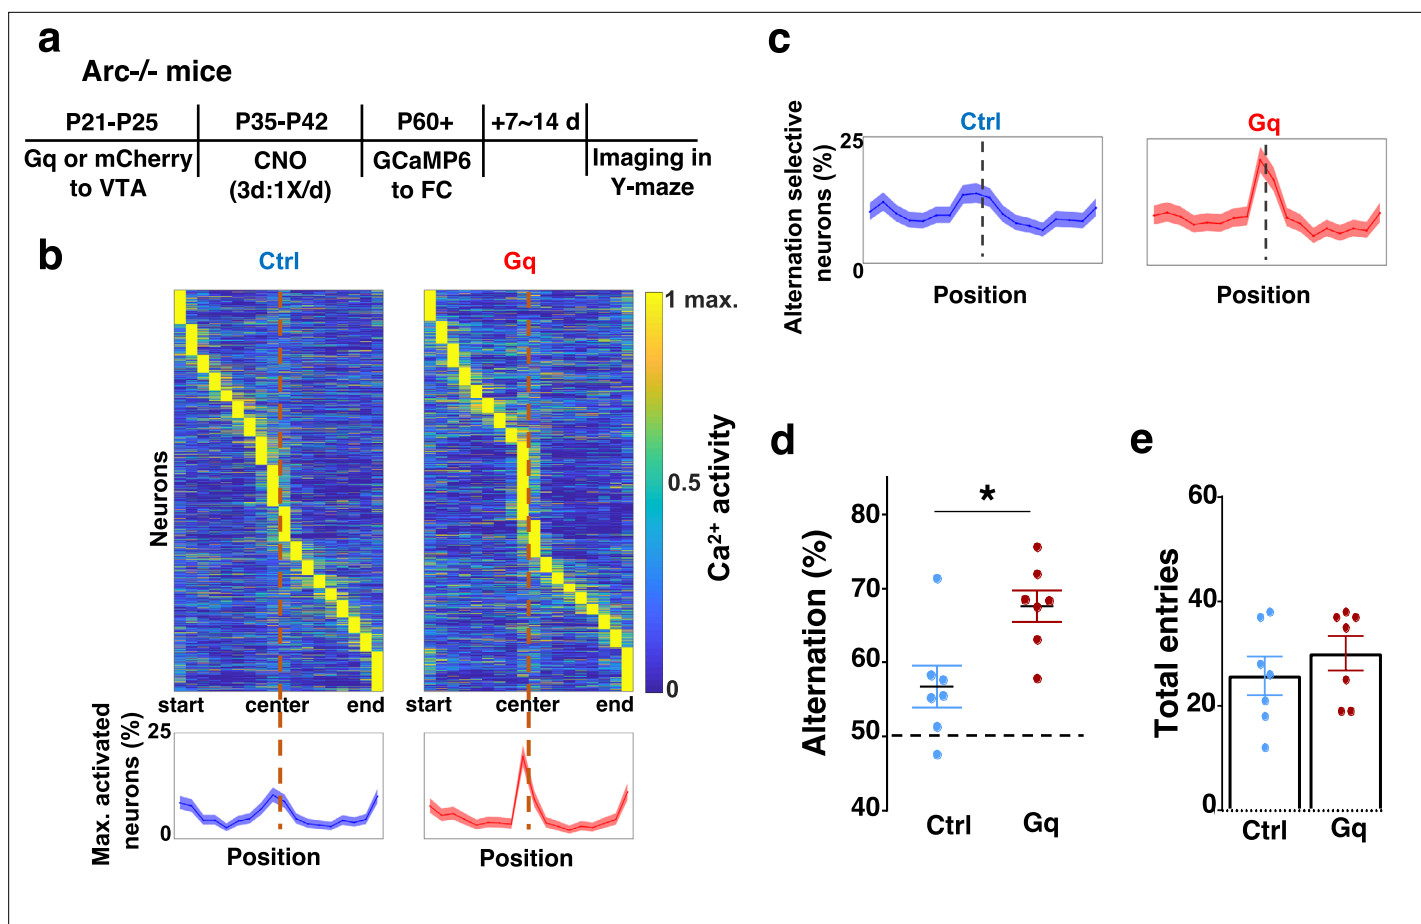 a
Arc-/- mice
P21-P25
P35-P42
P60+
+7~14 d
Gq or mCherry
to VTA
CNO
(3d:1X/d)
GCaMP6
to FC
Imaging in
Y-maze
b
Ctrl
Gq
Neurons
1 max.
0.5
0
Ca²⁺ activity
start
center
end
start
center
end
Max. activated
neurons (%)
25
0
Position
Position
c
Ctrl
Gq
Alternation selective
neurons (%)
25
0
Position
Position
d
Alternation (%)
80
70
60
50
40
*
Ctrl
Gq
e
Total entries
60
40
20
0
Ctrl
Gq